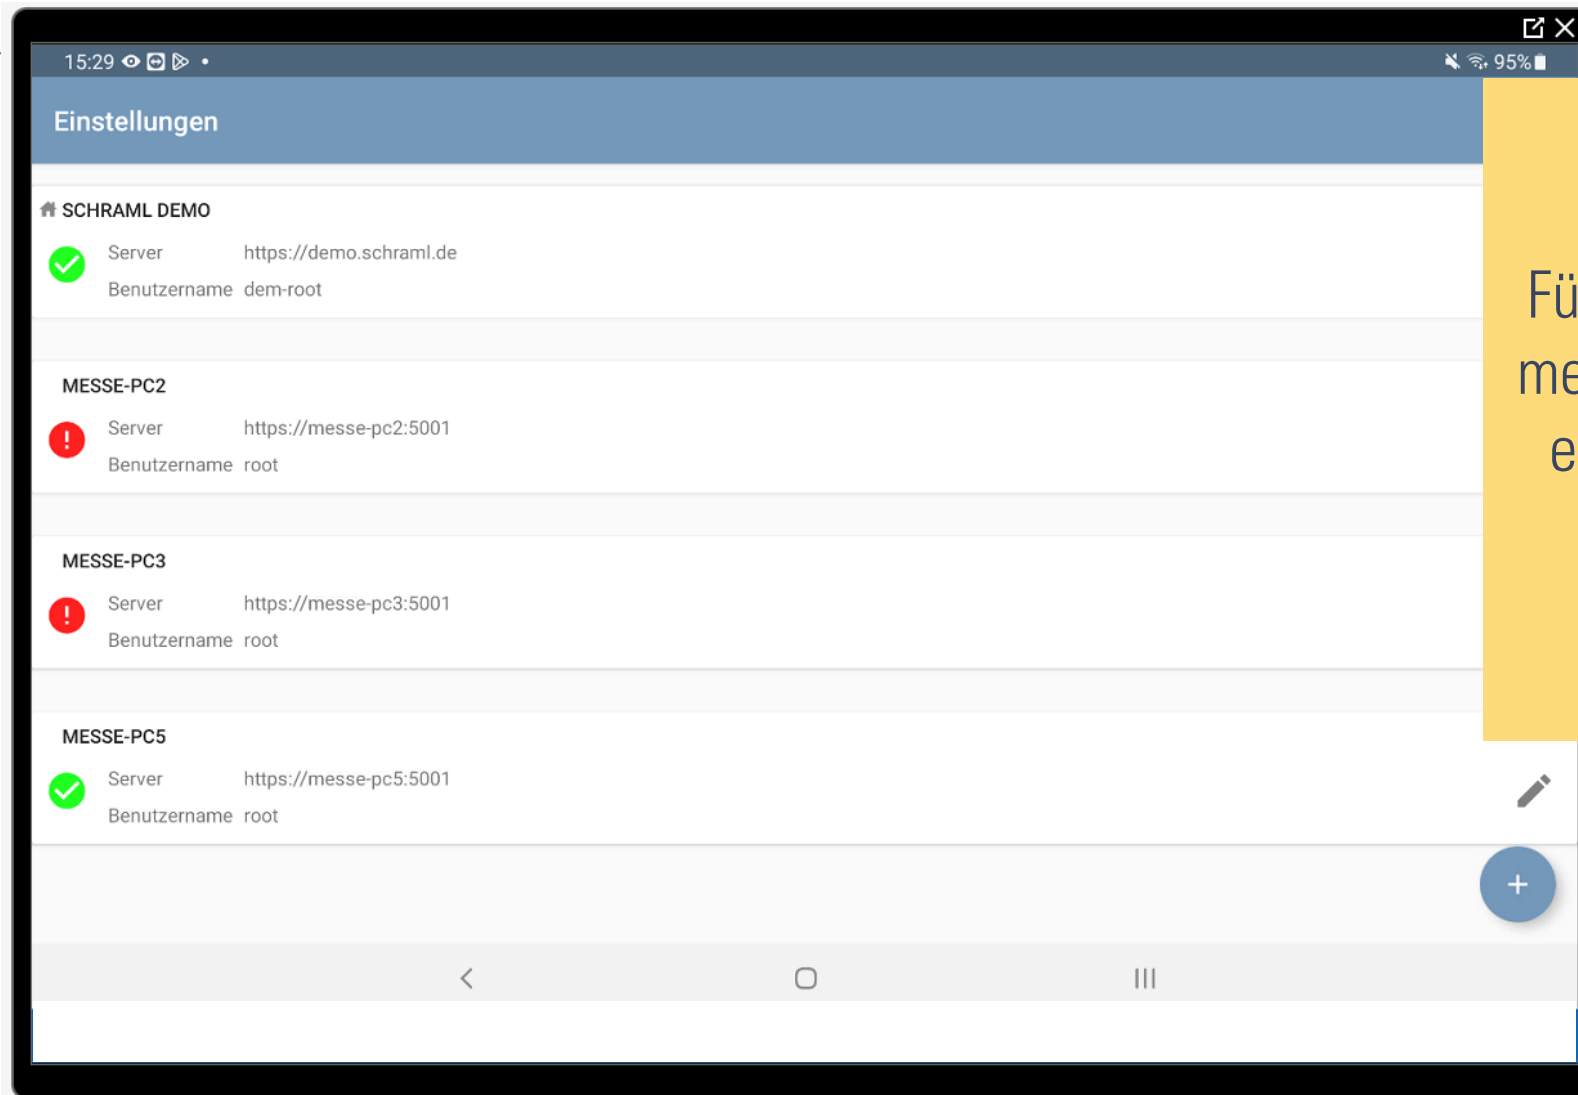 15:29
95%
Einstellungen
SCHRAML DEMO
Server https://demo.schraml.de
Benutzername dem-root
MESSE-PC2
Server https://messe-pc2:5001
Benutzername root
MESSE-PC3
Server https://messe-pc3:5001
Benutzername root
MESSE-PC5
Server https://messe-pc5:5001
Benutzername root